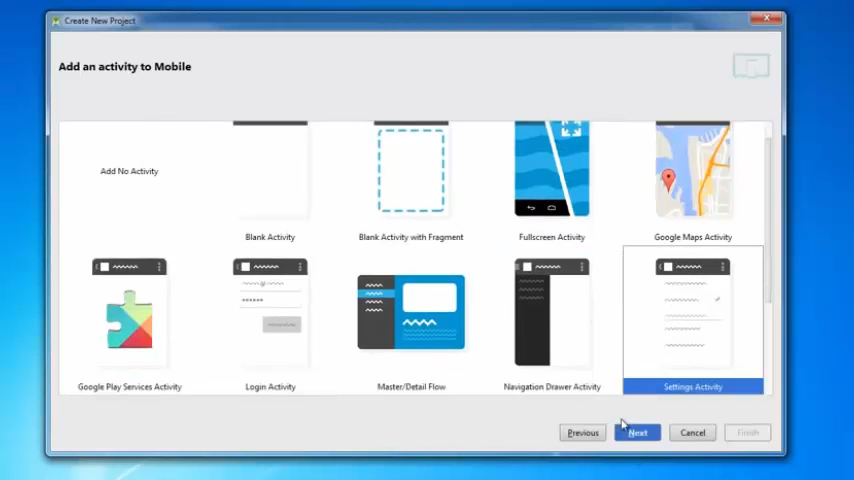 Create New Project
Add an activity to Mobile
Add No Activity
Blank Activity
Blank Activity with Fragment
Fullscreen Activity
Google Maps Activity
Google Play Services Activity
Login Activity
Master/Detail Flow
Navigation Drawer Activity
Settings Activity
Previous
Next
Cancel
Finish